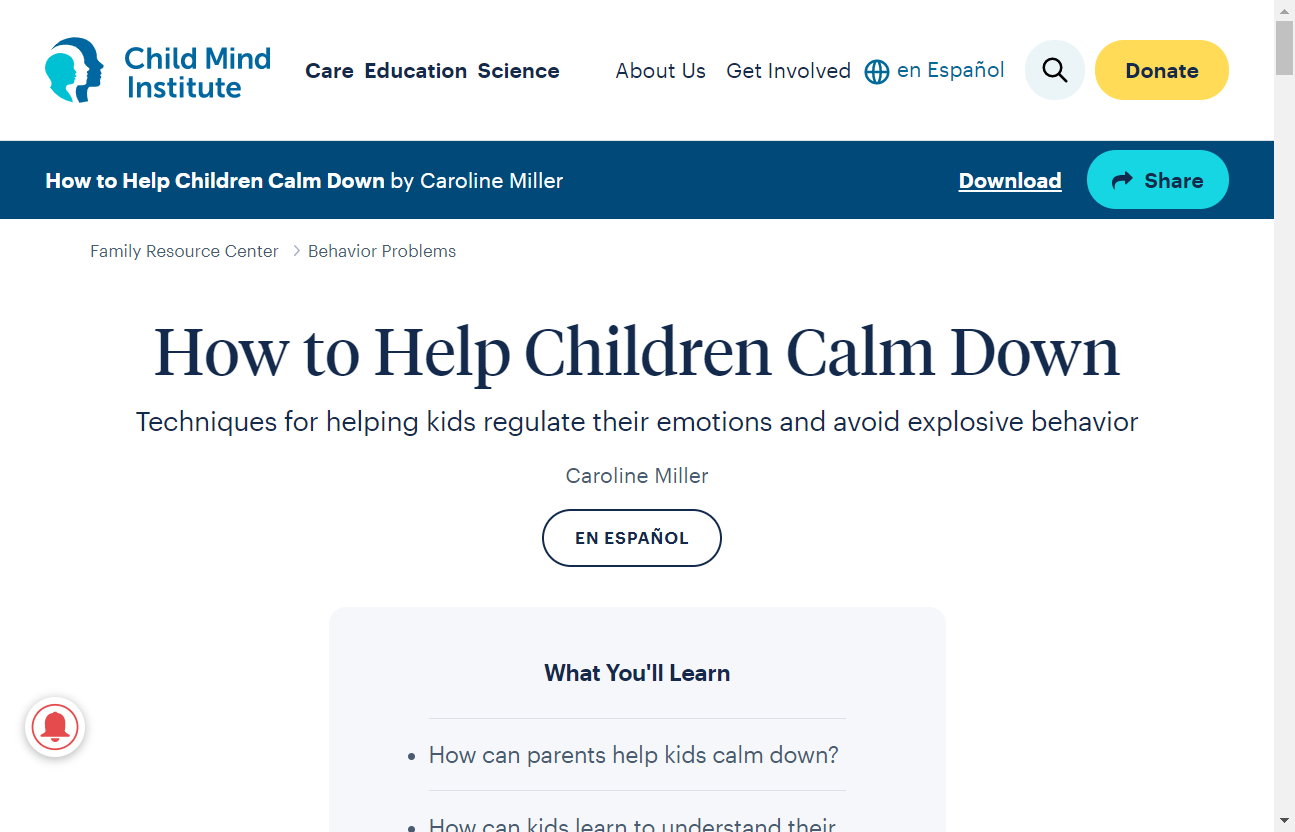 Child Mind
Institute
Care Education Science
About Us Get Involved en Español
Donate
How to Help Children Calm Down by Caroline Miller
Download
Share
Family Resource Center
Behavior Problems
How to Help Children Calm Down
Techniques for helping kids regulate their emotions and avoid explosive behavior
Caroline Miller
EN ESPAÑOL
What You'll Learn
• How can parents help kids calm down?
• How can kids learn to understand their